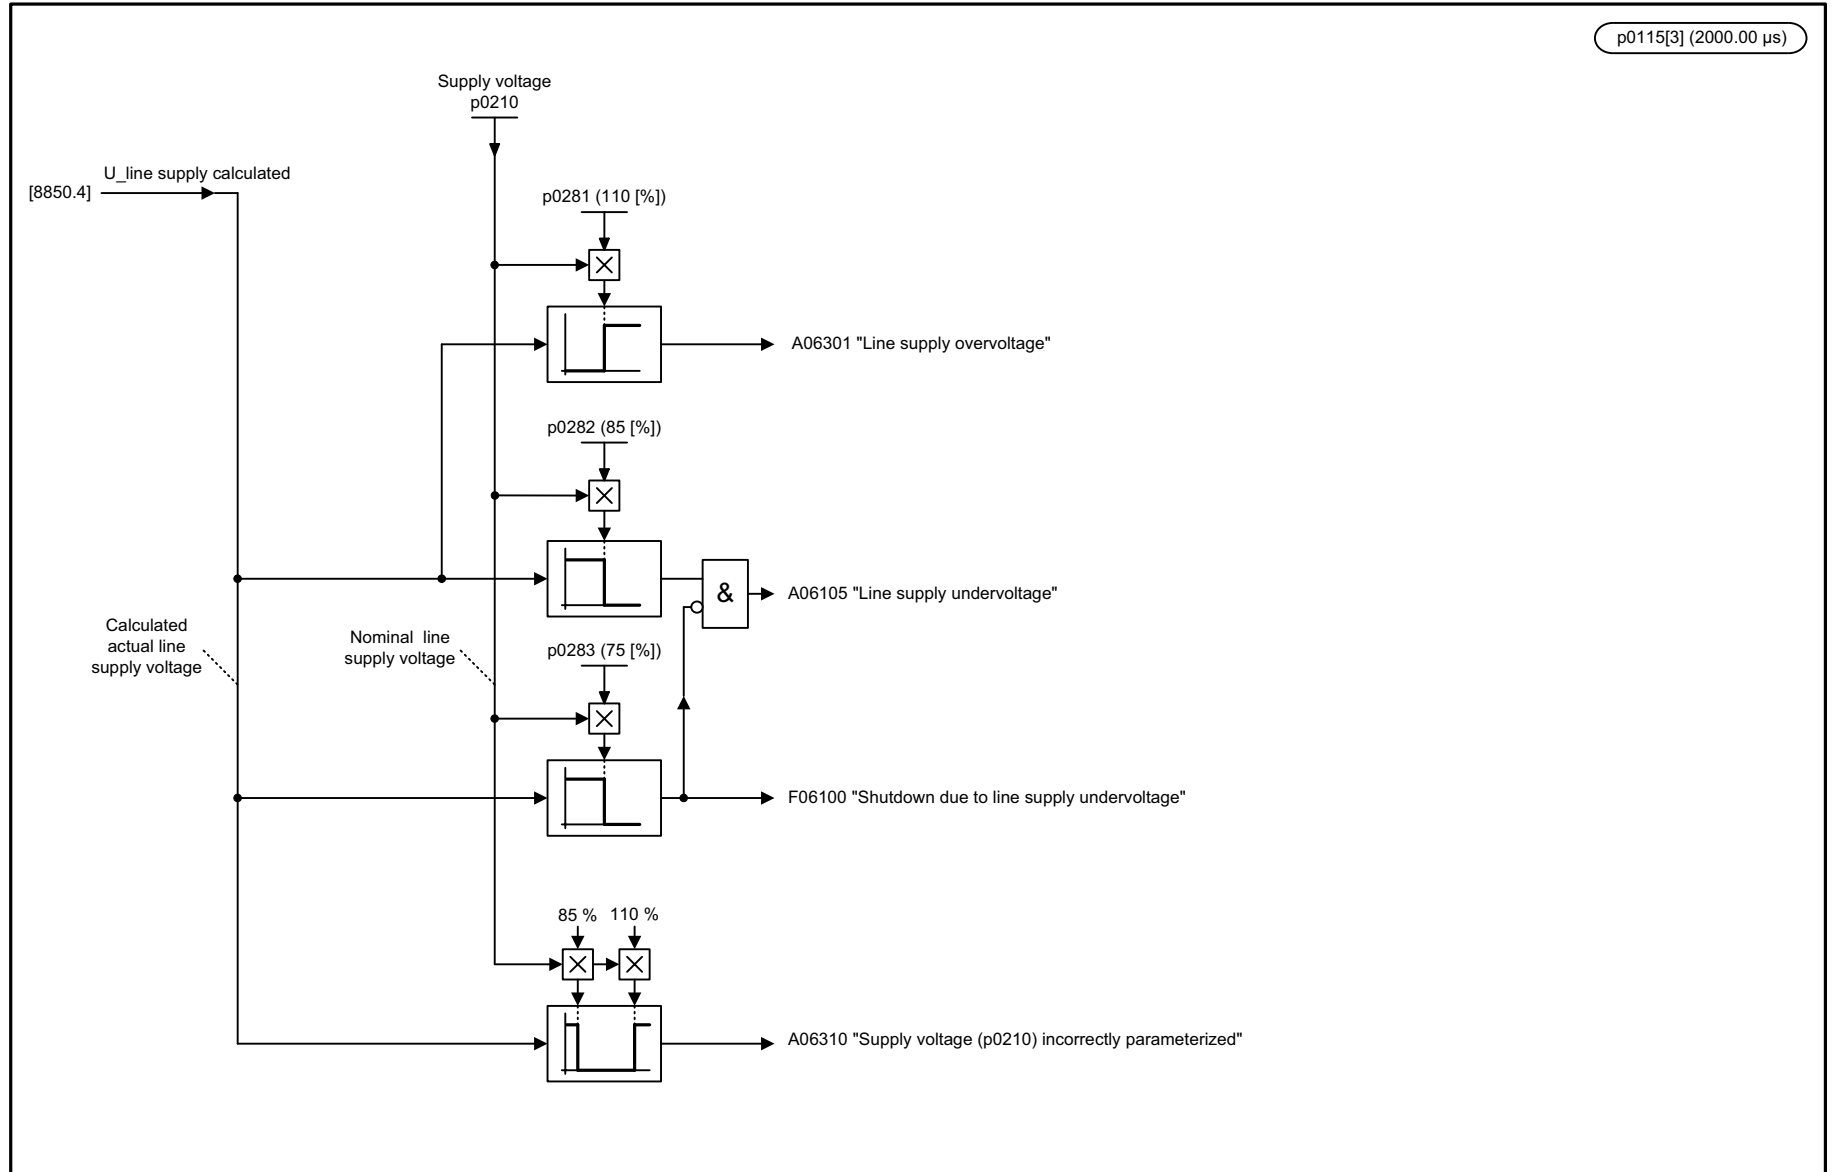 p0115[3] (2000.00 µs)
Supply voltage
p0210
U_line supply calculated
[8850.4]
p0281 (110 [%])
A06301 "Line supply overvoltage"
p0282 (85 [%])
&
A06105 "Line supply undervoltage"
Calculated
actual line
supply voltage
Nominal line
supply voltage
p0283 (75 [%])
F06100 "Shutdown due to line supply undervoltage"
85 % 110 %
A06310 "Supply voltage (p0210) incorrectly parameterized"